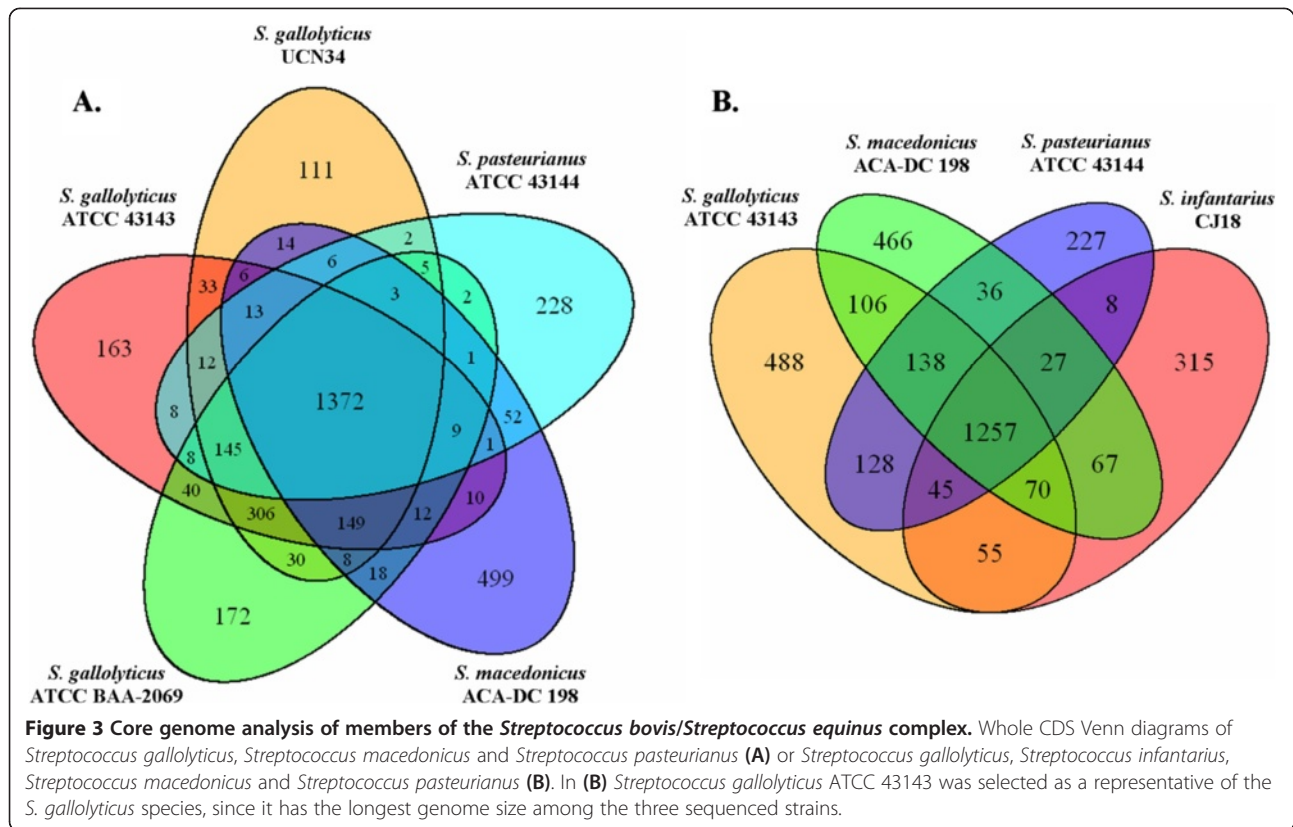 A.
S. gallolyticus
UCN34
S. pasteurianus
ATCC 43144
S. gallolyticus
ATCC 43143
111
14
2
6
5
6
33
13
3
2
228
163
12
1
8
1372
52
9
1
8
145
40
10
306
149
12
30
8
18
499
172
S. gallolyticus
ATCC BAA-2069
S. macedonicus
ACA-DC 198
B.
S. macedonicus
ACA-DC 198
S. pasteurianus
ATCC 43144
S. gallolyticus
ATCC 43143
S. infantarius
CJ18
466
227
106
36
8
488
138
27
315
1257
128
45
70
67
55
Figure 3 Core genome analysis of members of the Streptococcus bovis/Streptococcus equinus complex. Whole CDS Venn diagrams of
Streptococcus gallolyticus, Streptococcus macedonicus and Streptococcus pasteurianus (A) or Streptococcus gallolyticus, Streptococcus infantarius,
Streptococcus macedonicus and Streptococcus pasteurianus (B). In (B) Streptococcus gallolyticus ATCC 43143 was selected as a representative of the
S. gallolyticus species, since it has the longest genome size among the three sequenced strains.